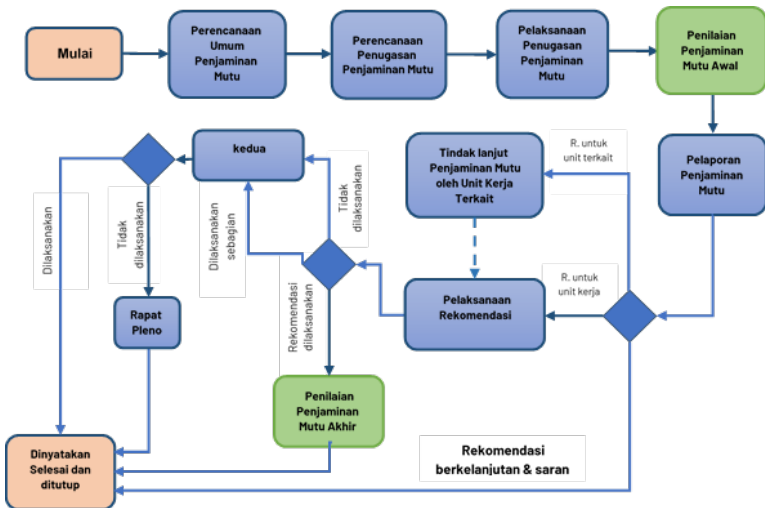 Mulai
Perencanaan
Umum
Penjaminan
Mutu
Perencanaan
Penugasan
Penjaminan Mutu
Pelaksanaan
Penugasan
Penjaminan
Mutu
Penilaian
Penjaminan
Mutu Awal
kedua
Tindak lanjut
Penjaminan Mutu
oleh Unit Kerja
Terkait
R. untuk
unit terkait
Pelaporan
Penjaminan
Mutu
Dilaksanakan
Tidak
dilaksanakan
Dilaksanakan
sebagian
Tidak
dilaksanakan
Rekomendasi
dilaksanakan
Pelaksanaan
Rekomendasi
R. untuk
unit kerja
Rapat
Pleno
Penilaian
Penjaminan
Mutu Akhir
Dinyatakan
Selesai dan
ditutup
Rekomendasi
berkelanjutan & saran